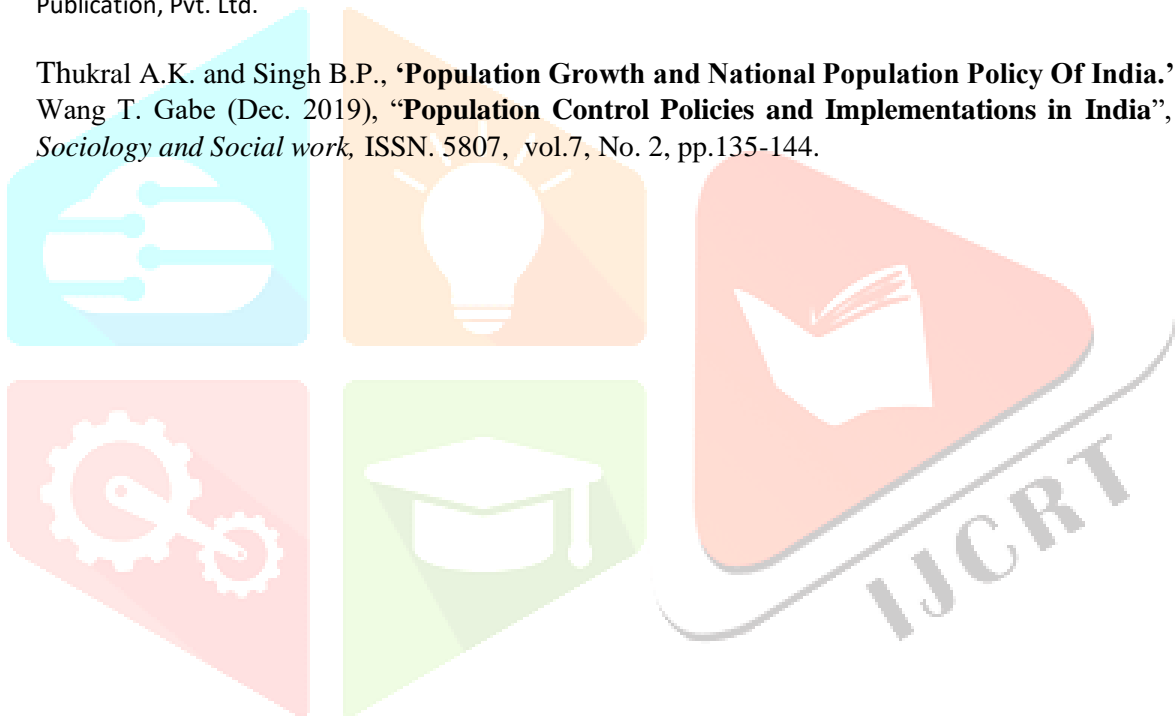 Publication, Pvt. Ltd.
Thukral A.K. and Singh B.P., ‘Population Growth and National Population Policy Of India.’
Wang T. Gabe (Dec. 2019), “Population Control Policies and Implementations in India”,
Sociology and Social work, ISSN. 5807, vol.7, No. 2, pp.135-144.
IJCRT